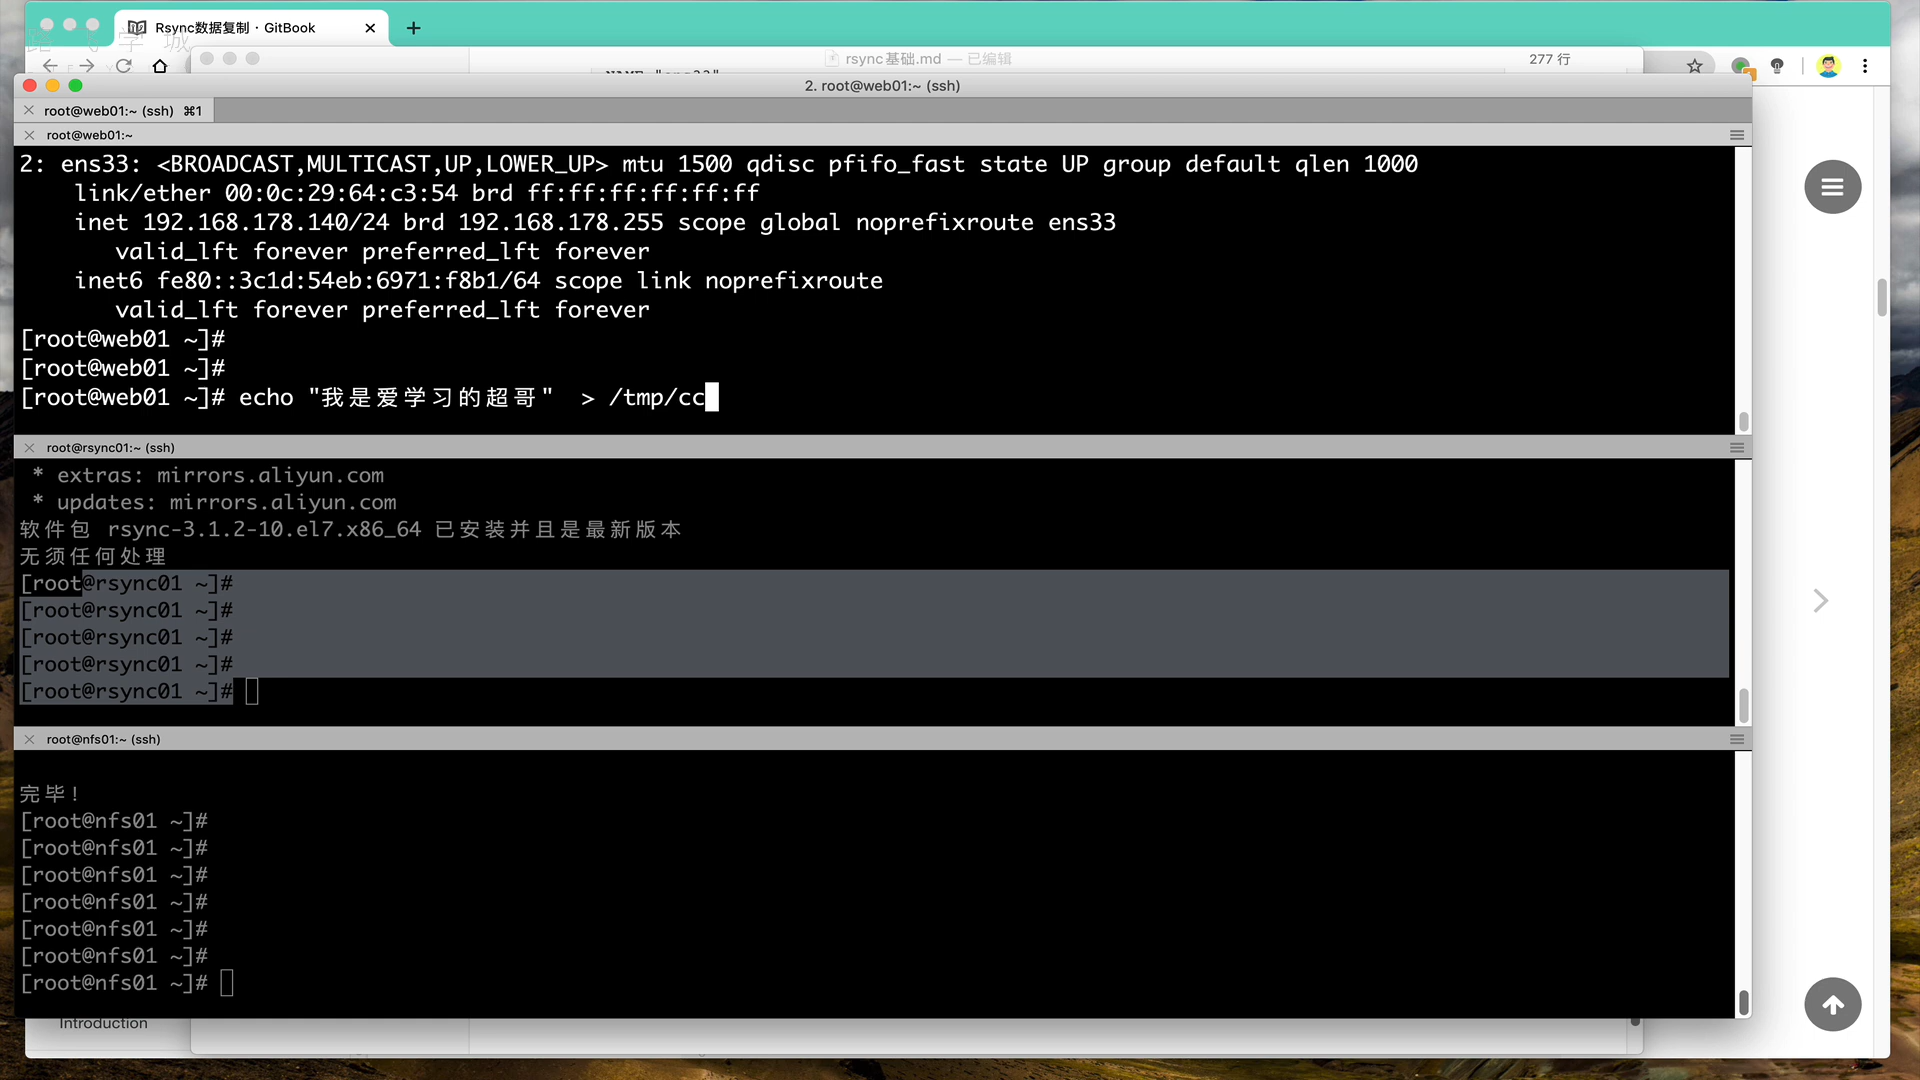 Rsync数据复制 · GitBook
rsync基础.md — 已编辑
277 行
2. root@web01:~ (ssh)
root@web01:~ (ssh) ⌘1
root@web01:~
2: ens33: <BROADCAST,MULTICAST,UP,LOWER_UP> mtu 1500 qdisc pfifo_fast state UP group default qlen 1000
link/ether 00:0c:29:64:c3:54 brd ff:ff:ff:ff:ff:ff
inet 192.168.178.140/24 brd 192.168.178.255 scope global noprefixroute ens33
valid_lft forever preferred_lft forever
inet6 fe80::3c1d:54eb:6971:f8b1/64 scope link noprefixroute
valid_lft forever preferred_lft forever
[root@web01 ~]#
[root@web01 ~]#
[root@web01 ~]# echo "我是爱学习的超哥"  > /tmp/cc
root@rsync01:~ (ssh)
* extras: mirrors.aliyun.com
* updates: mirrors.aliyun.com
软件包 rsync-3.1.2-10.el7.x86_64 已安装并且是最新版本
无须任何处理
[root@rsync01 ~]#
[root@rsync01 ~]#
[root@rsync01 ~]#
[root@rsync01 ~]#
[root@rsync01 ~]#
root@nfs01:~ (ssh)
完毕！
[root@nfs01 ~]#
[root@nfs01 ~]#
[root@nfs01 ~]#
[root@nfs01 ~]#
[root@nfs01 ~]#
[root@nfs01 ~]#
[root@nfs01 ~]#
Introduction